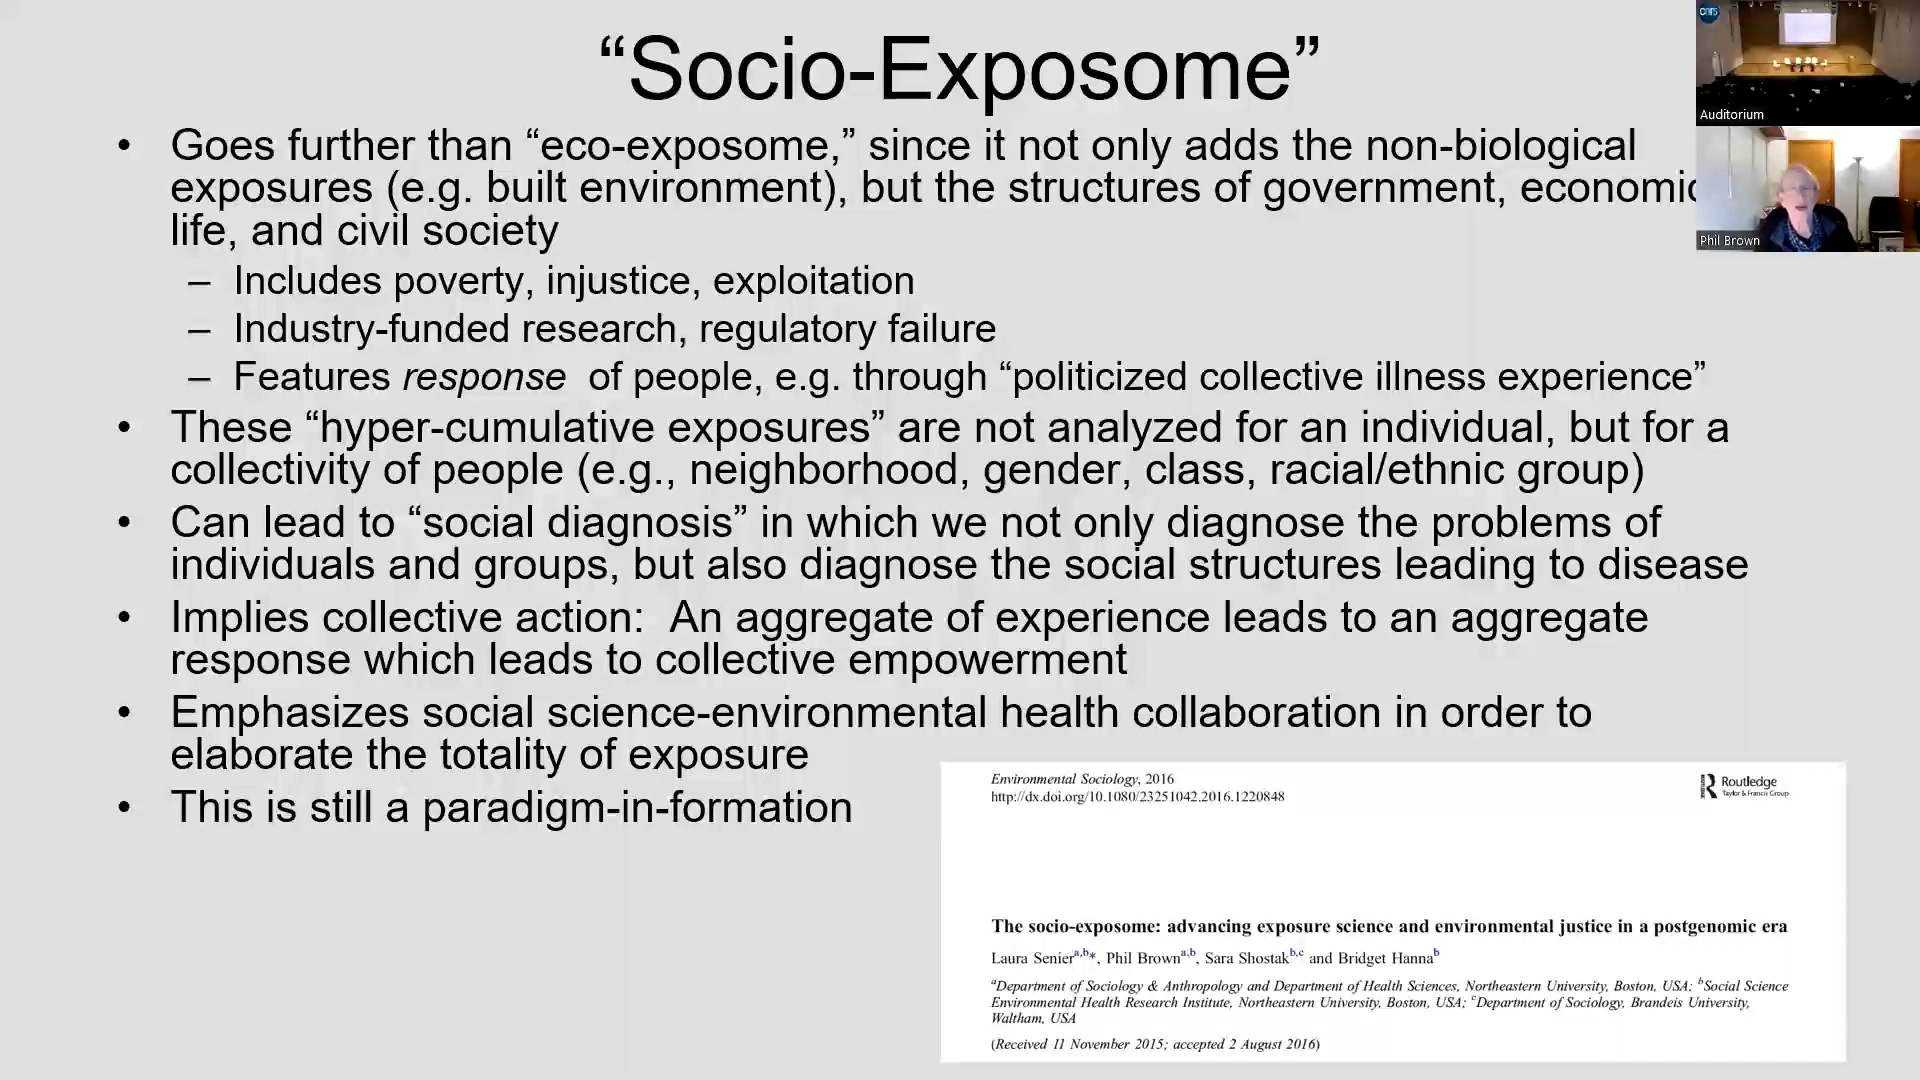 “Socio-Exposome”
• Goes further than “eco-exposome,” since it not only adds the non-biological
exposures (e.g. built environment), but the structures of government, economic
life, and civil society
– Includes poverty, injustice, exploitation
– Industry-funded research, regulatory failure
– Features response of people, e.g. through “politicized collective illness experience”
• These “hyper-cumulative exposures” are not analyzed for an individual, but for a
collectivity of people (e.g., neighborhood, gender, class, racial/ethnic group)
• Can lead to “social diagnosis” in which we not only diagnose the problems of
individuals and groups, but also diagnose the social structures leading to disease
• Implies collective action: An aggregate of experience leads to an aggregate
response which leads to collective empowerment
• Emphasizes social science-environmental health collaboration in order to
elaborate the totality of exposure
• This is still a paradigm-in-formation
Environmental Sociology, 2016
http://dx.doi.org/10.1080/23251042.2016.1220848
Routledge
Taylor & Francis Group
The socio-exposome: advancing exposure science and environmental justice in a postgenomic era
Laura Senier a,b*, Phil Brown a,b, Sara Shostak b,c and Bridget Hanna b
a Department of Sociology & Anthropology and Department of Health Sciences, Northeastern University, Boston, USA; b Social Science
Environmental Health Research Institute, Northeastern University, Boston, USA; c Department of Sociology, Brandeis University,
Waltham, USA
(Received 11 November 2015; accepted 2 August 2016)
cnrs
Auditorium
Phil Brown